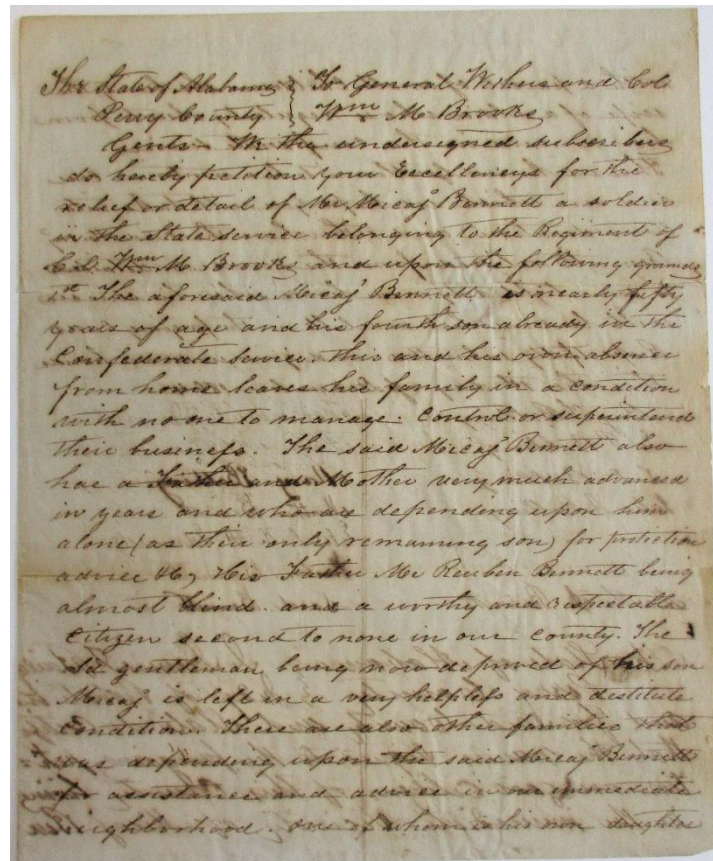 The State of Alabama } To General Withers and Col.
Perry County } Wm M Brooks
Gents - We the undersigned subscribers
do hereby petition your Excellencys for the
relief or detail of Mr Micaj Bennett a soldier
in the State service belonging to the Regiment of
Col. Wm M Brooks and upon the following grounds
1st The aforesaid Micaj Bennett is nearly fifty
years of age and his fourth son already in the
Confederate Service. this and his own absence
from home leaves his family in a condition
with no one to manage. control or superintend
their business. The said Micaj Bennett also
has a Father and Mother very much advanced
in years and who are depending upon him
alone (as their only remaining son) for protection
advice &c, His Father Mr Reuben Bennett being
almost blind and a worthy and respectable
citizen second to none in our county. The
old gentleman being now deprived of his son
Micaj is left in a very helpless and destitute
condition. There are also other families that
was depending upon the said Micaj Bennett
for assistance and advice in our immediate
neighborhood. one of whom is his own daughter